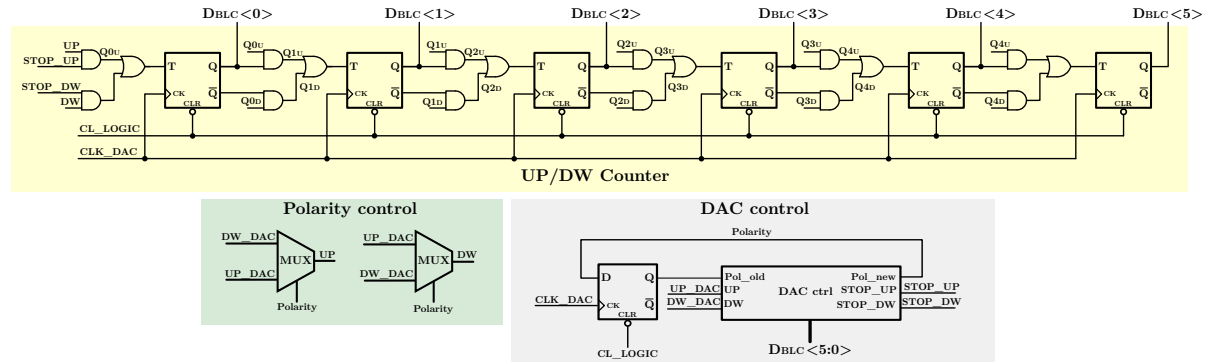 DBLC<0> DBLC<1> DBLC<2> DBLC<3> DBLC<4> DBLC<5>
UP Q0U Q0U Q1U Q1U Q2U Q2U Q3U Q3U Q4U Q4U
STOP_UP T Q T Q T Q T Q T Q T Q
STOP_DW Q1D Q2D Q3D Q4D
DW CK Q̅ Q0D CK Q̅ Q1D CK Q̅ Q2D CK Q̅ Q3D CK Q̅ Q4D CK Q̅
CLR CLR CLR CLR CLR CLR
CL_LOGIC
CLK_DAC
UP/DW Counter
Polarity control
DW_DAC UP_DAC
MUX UP MUX DW
UP_DAC DW_DAC
Polarity Polarity
DAC control
Polarity
D Q Pol_old Pol_new
UP_DAC UP DAC ctrl STOP_UP STOP_UP
CLK_DAC CK Q̅ DW_DAC DW STOP_DW STOP_DW
CLR
CL_LOGIC DBLC<5:0>